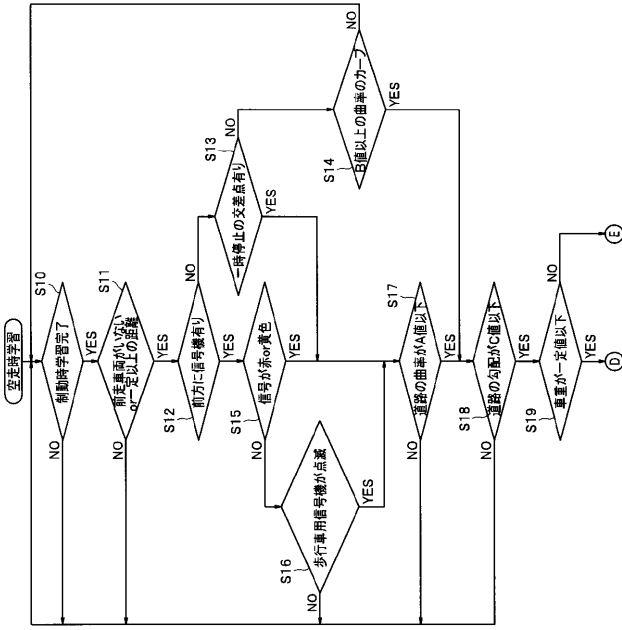 空走時学習
S10
制動時学習完了
NO
YES
S11
前走車両がいない
or一定以上の距離
NO
YES
S12
前方に信号機有り
NO
YES
S13
一時停止の交差点有り
NO
YES
S14
B値以上の曲率のカーブ
NO
YES
S15
信号が赤or黄色
NO
YES
S16
歩行車用信号機が点滅
NO
YES
S17
道路の曲率がA値以下
NO
YES
S18
道路の勾配がC値以下
NO
YES
S19
車重が一定値以下
NO
YES
D
E